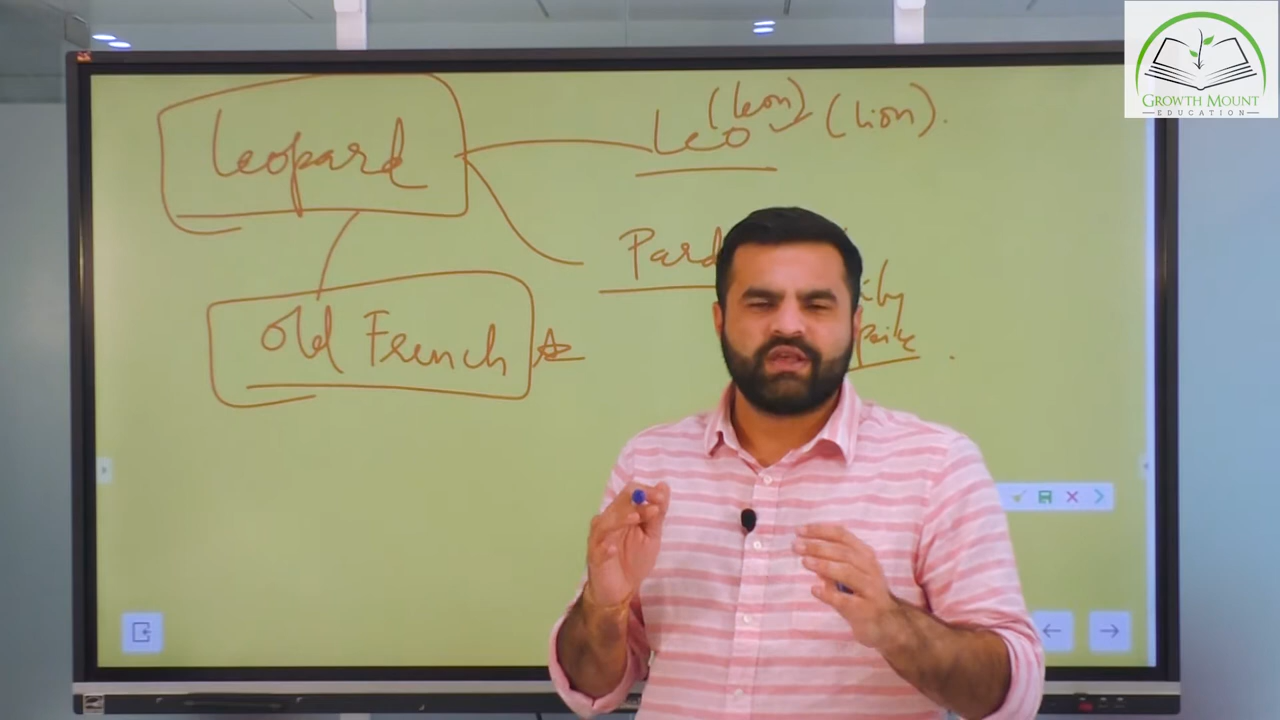 Leopard
Leo (leon) (lion).
Pard
Old French
GROWTH MOUNT
EDUCATION